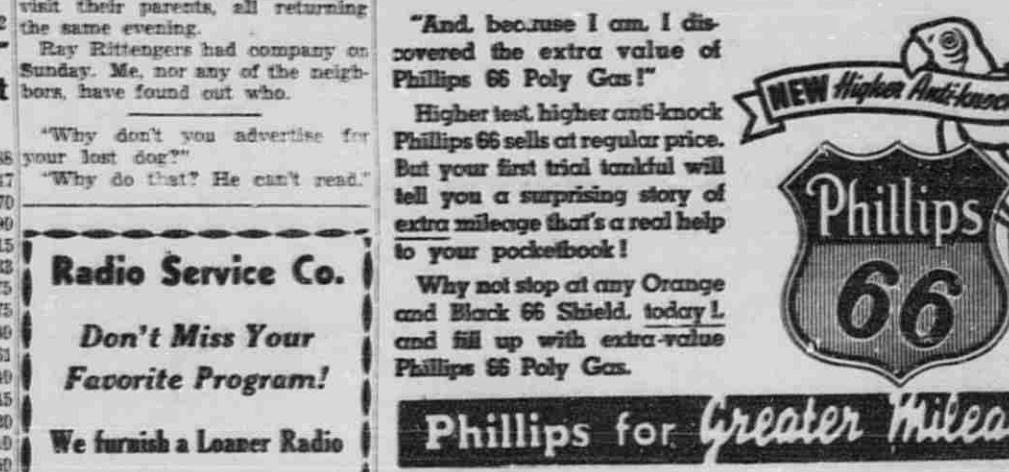 visit their parents, all returning
the same evening.
Ray Rittengers had company on
Sunday. Me, nor any of the neigh-
bors, have found out who.
"Why don't you advertise for
your lost dog?"
"Why do that? He can't read."
Radio Service Co.
Don't Miss Your
Favorite Program!
We furnish a Loaner Radio
"And, because I am, I dis-
covered the extra value of
Phillips 66 Poly Gas!"
Higher test, higher anti-knock
Phillips 66 sells at regular price.
But your first trial tankful will
tell you a surprising story of
extra mileage that's a real help
to your pocketbook!
Why not stop at any Orange
and Black 66 Shield, today!
and fill up with extra-value
Phillips 66 Poly Gas.
NEW Higher Anti-knoc
Phillips
66
Phillips for Greater Milea